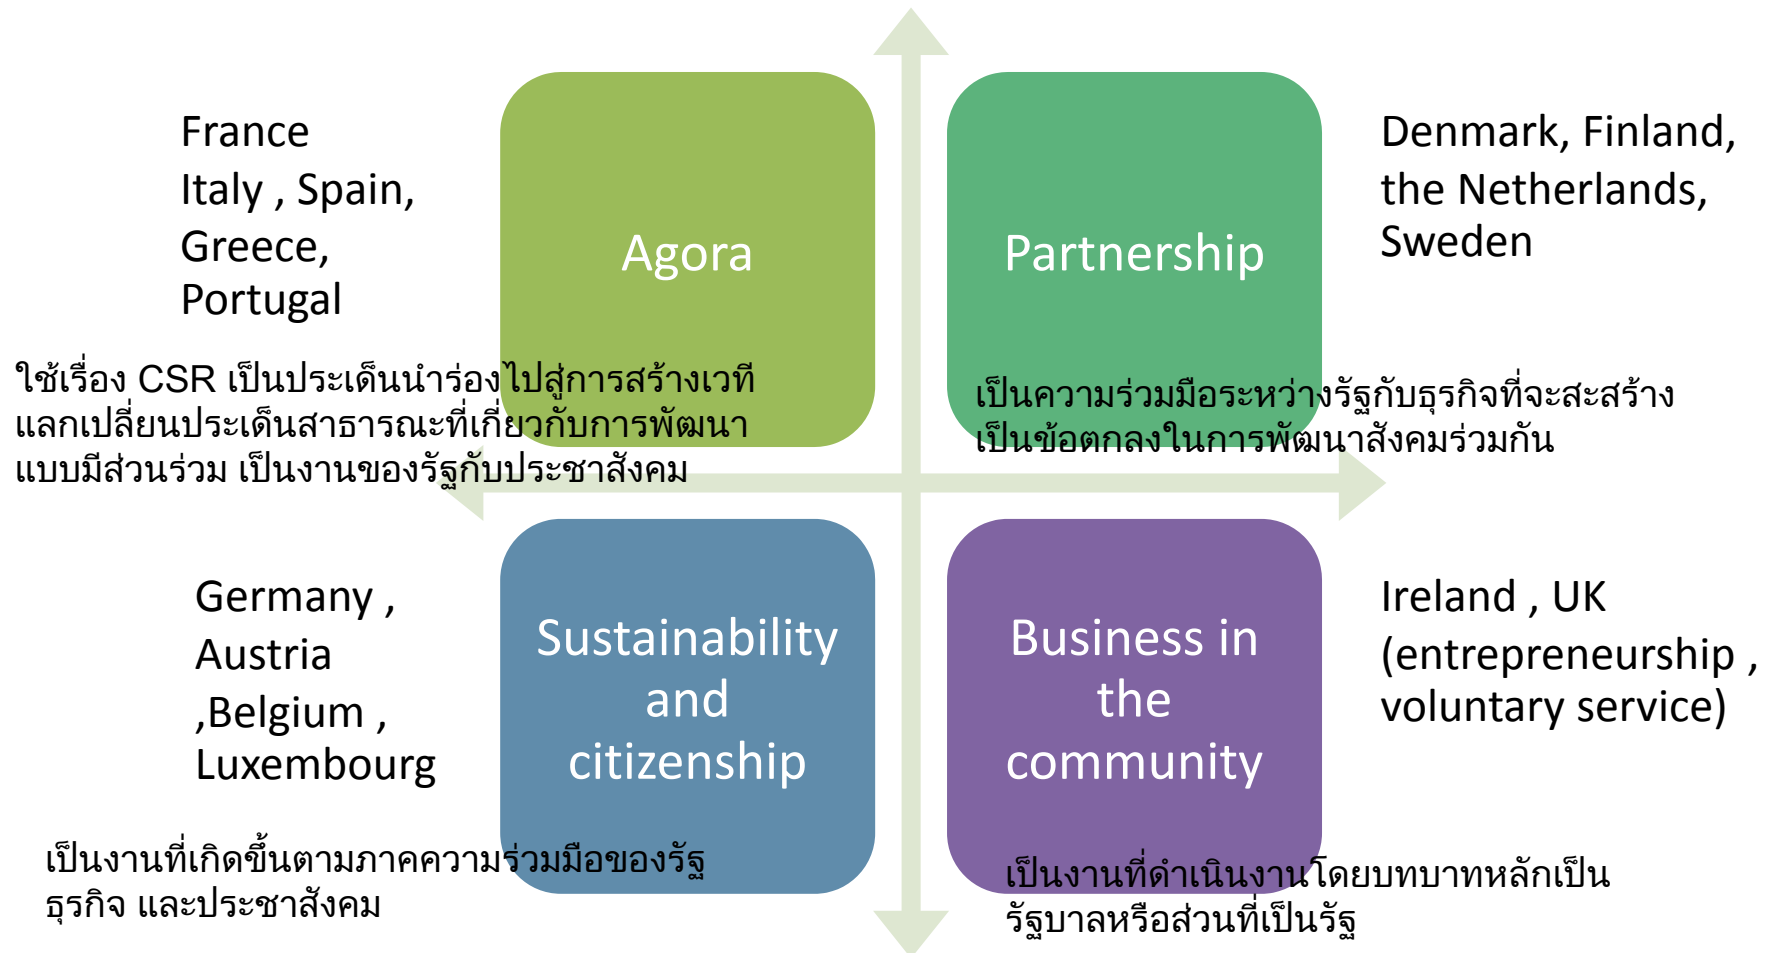 France
Italy , Spain,
Greece,
Portugal
Agora
Partnership
Denmark, Finland,
the Netherlands,
Sweden
ใช้เรื่อง CSR เป็นประเด็นนำร่องไปสู่การสร้างเวที
แลกเปลี่ยนประเด็นสาธารณะที่เกี่ยวกับการพัฒนา
แบบมีส่วนร่วม เป็นงานของรัฐกับประชาสังคม
เป็นความร่วมมือระหว่างรัฐกับธุรกิจที่จะสะสร้าง
เป็นข้อตกลงในการพัฒนาสังคมร่วมกัน
Germany ,
Austria
,Belgium ,
Luxembourg
Sustainability
and
citizenship
Business in
the
community
Ireland , UK
(entrepreneurship ,
voluntary service)
เป็นงานที่เกิดขึ้นตามภาคความร่วมมือของรัฐ
ธุรกิจ และประชาสังคม
เป็นงานที่ดำเนินงานโดยบทบาทหลักเป็น
รัฐบาลหรือส่วนที่เป็นรัฐ